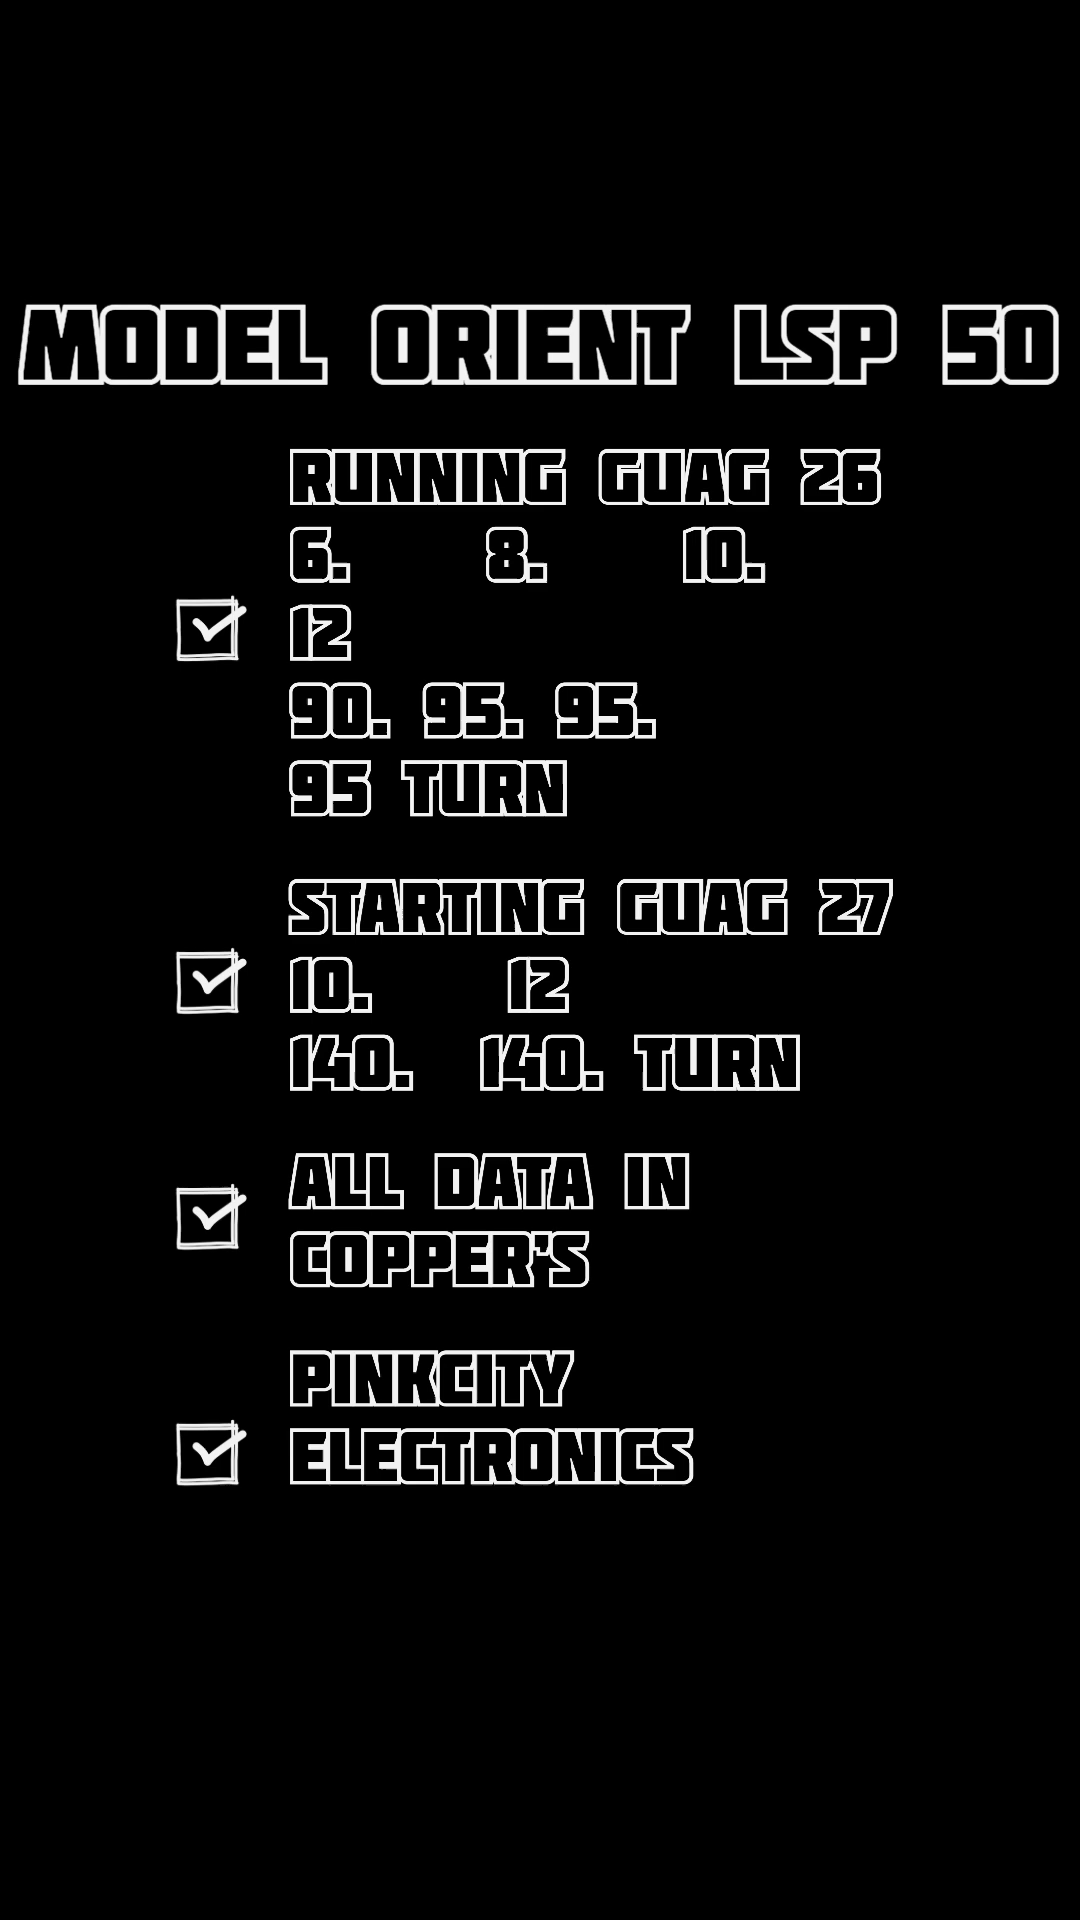 MODEL ORIENT LSP 50
RUNNING GUAG 26
6. 8. 10.
12
90. 95. 95.
95 TURN
STARTING GUAG 27
10. 12
140. 140. TURN
ALL DATA IN
COPPER'S
PINKCITY
ELECTRONICS